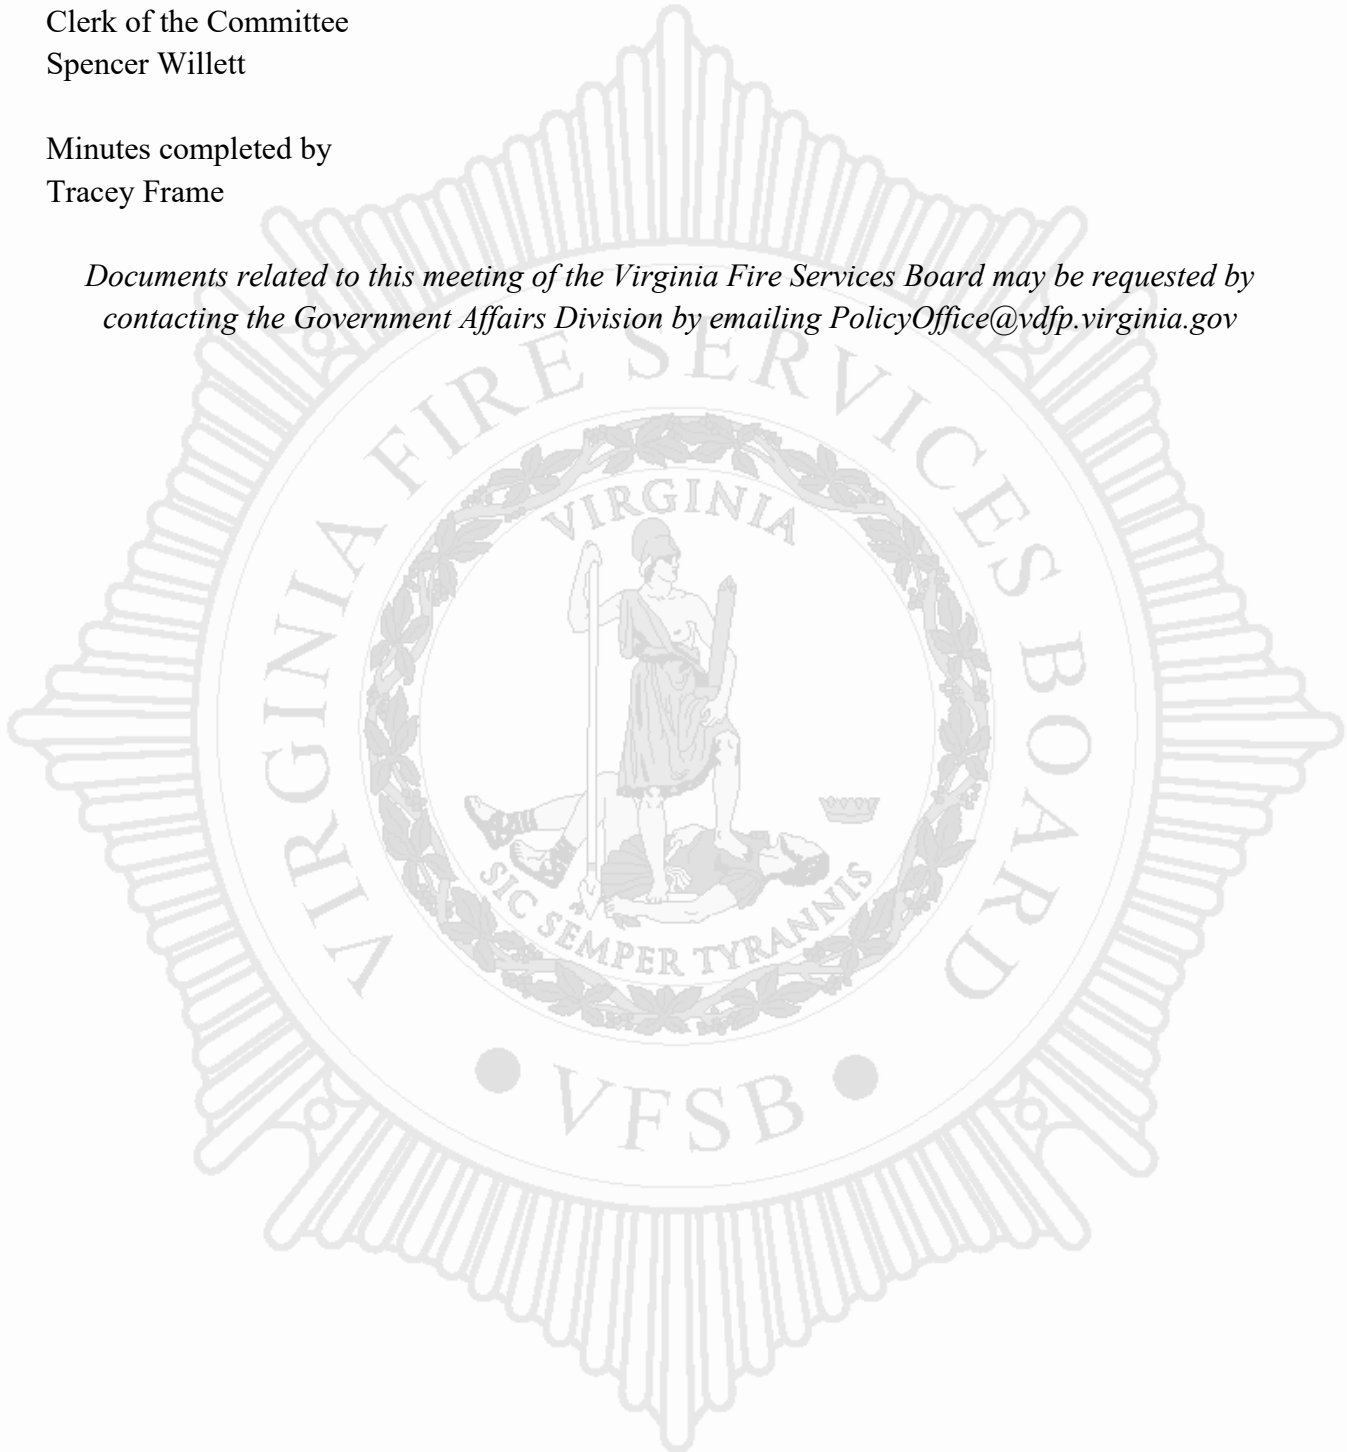 Clerk of the Committee
Spencer Willett
Minutes completed by
Tracey Frame
Documents related to this meeting of the Virginia Fire Services Board may be requested by
contacting the Government Affairs Division by emailing PolicyOffice@vdfp.virginia.gov
VIRGINIA FIRE SERVICES BOARD
VIRGINIA
SIC SEMPER TYRANNIS
• VFSB •